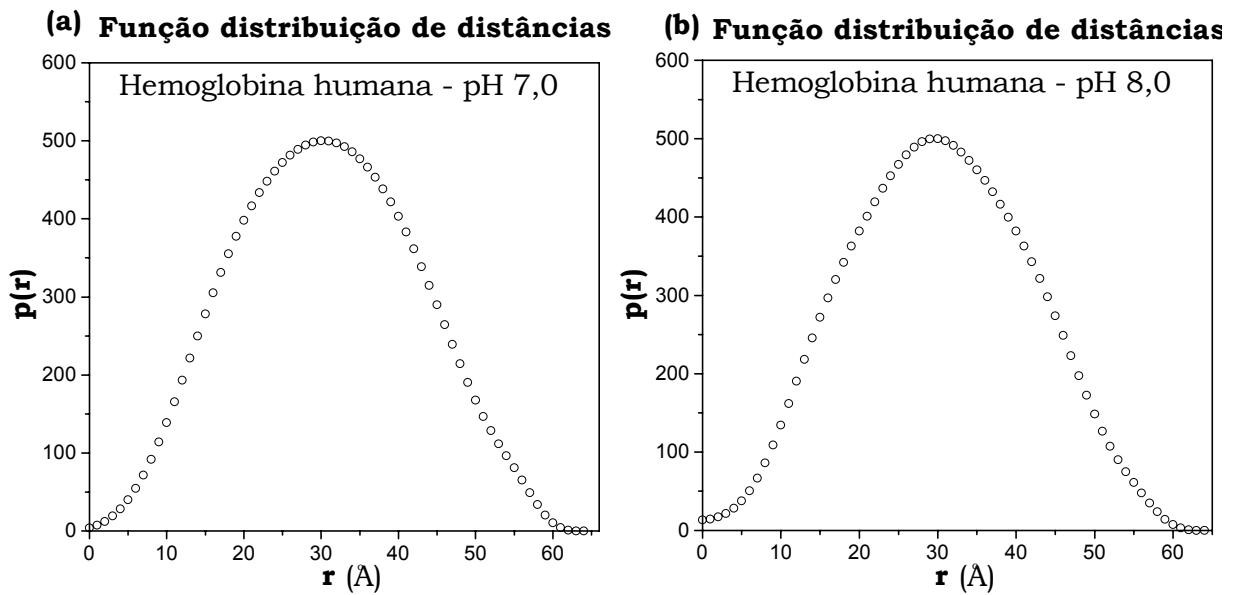 (a) Função distribuição de distâncias
Hemoglobina humana - pH 7,0
600
500
400
300
200
100
0
p(r)
0 10 20 30 40 50 60
r (Å)
(b) Função distribuição de distâncias
Hemoglobina humana - pH 8,0
600
500
400
300
200
100
0
p(r)
0 10 20 30 40 50 60
r (Å)